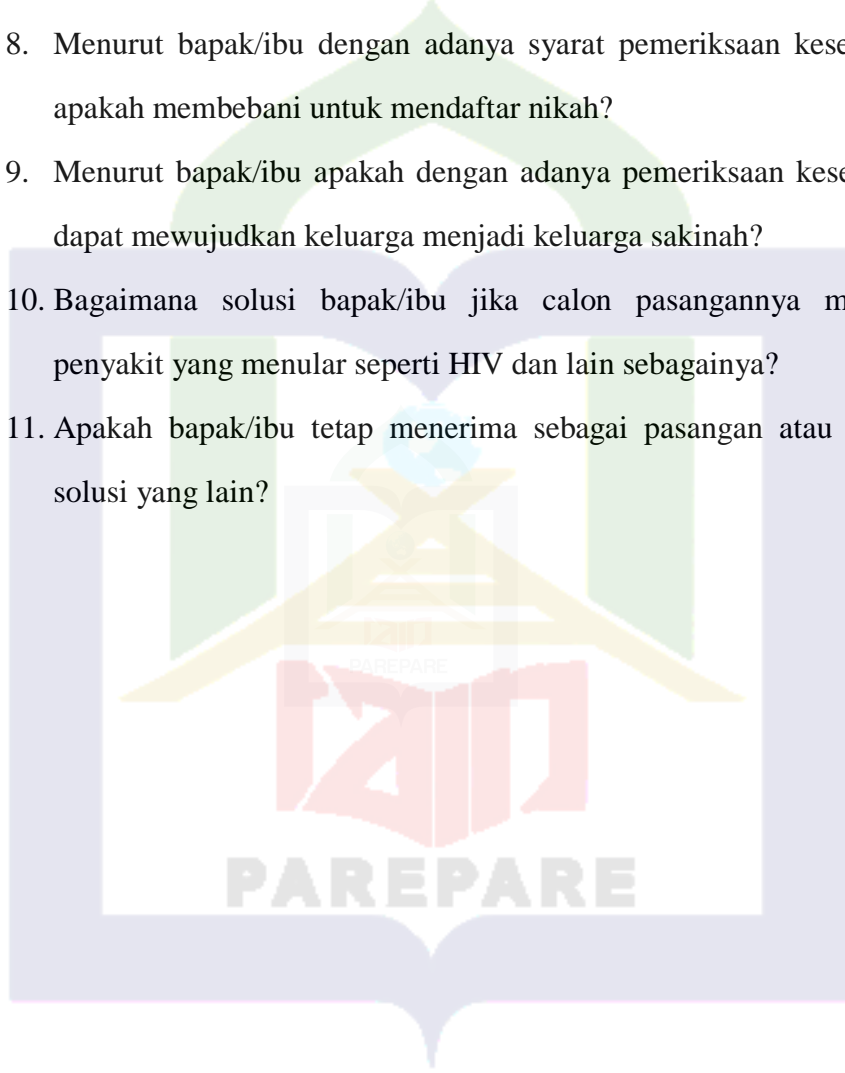 8. Menurut bapak/ibu dengan adanya syarat pemeriksaan kese
apakah membebani untuk mendaftar nikah?
9. Menurut bapak/ibu apakah dengan adanya pemeriksaan kese
dapat mewujudkan keluarga menjadi keluarga sakinah?
10. Bagaimana solusi bapak/ibu jika calon pasangannya m
penyakit yang menular seperti HIV dan lain sebagainya?
11. Apakah bapak/ibu tetap menerima sebagai pasangan atau
solusi yang lain?
IAIN
PAREPARE
IAIN
PAREPARE